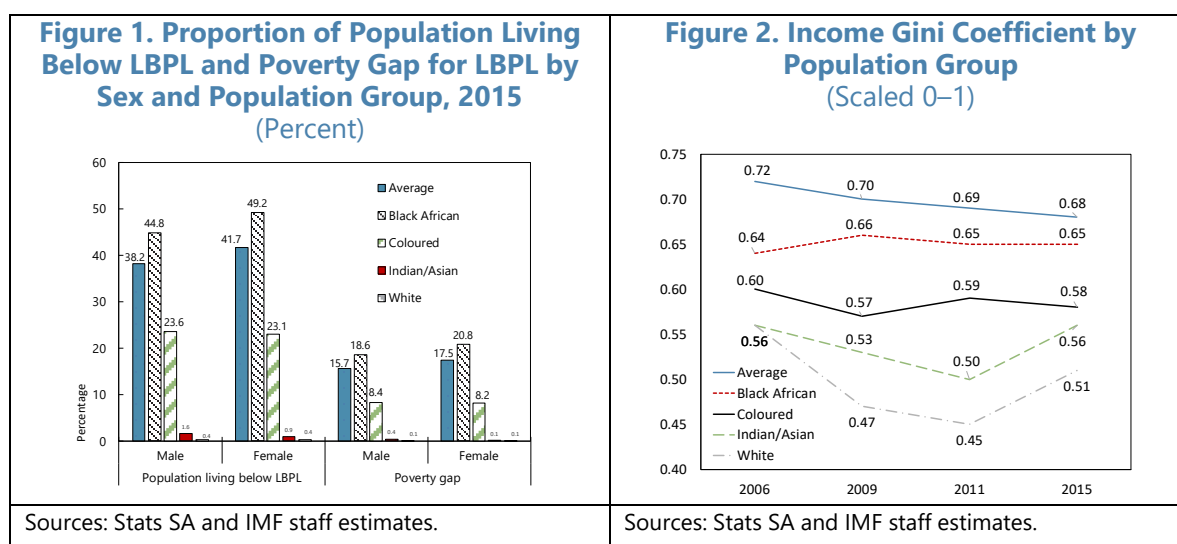 Figure 1. Proportion of Population Living
Below LBPL and Poverty Gap for LBPL by
Sex and Population Group, 2015
(Percent)
60
50
40
30
20
10
0
Percentage
Average
Black African
Coloured
Indian/Asian
White
38.2
44.8
23.6
1.6
0.4
41.7
49.2
23.1
0.9
0.4
15.7
18.6
8.4
0.4
0.1
17.5
20.8
8.2
0.1
0.1
Male
Female
Male
Female
Population living below LBPL
Poverty gap
Sources: Stats SA and IMF staff estimates.
Figure 2. Income Gini Coefficient by
Population Group
(Scaled 0–1)
0.75
0.70
0.65
0.60
0.55
0.50
0.45
0.40
0.72
0.70
0.69
0.68
0.64
0.66
0.65
0.65
0.60
0.57
0.59
0.58
0.56
0.53
0.50
0.56
0.47
0.45
0.51
Average
Black African
Coloured
Indian/Asian
White
2006
2009
2011
2015
Sources: Stats SA and IMF staff estimates.